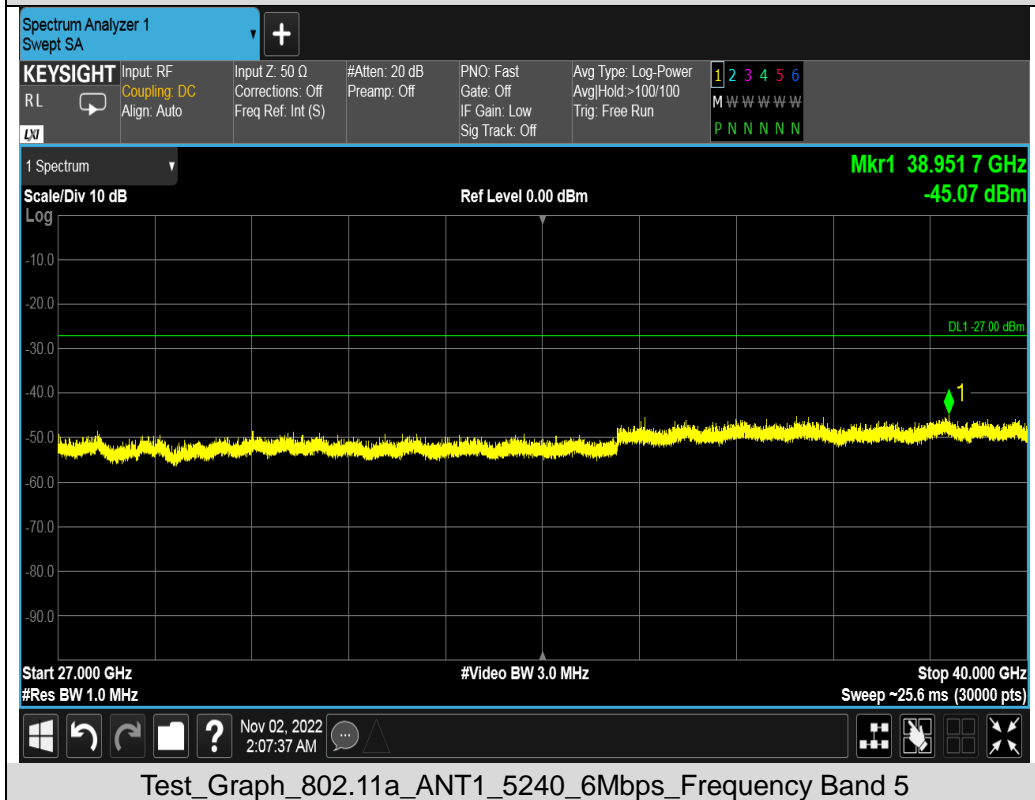 Spectrum Analyzer 1
Swept SA
KEYSIGHT
R L
LXI
Input: RF
Coupling: DC
Align: Auto
Input Z: 50 Ω
Corrections: Off
Freq Ref: Int (S)
#Atten: 20 dB
Preamp: Off
PNO: Fast
Gate: Off
IF Gain: Low
Sig Track: Off
Avg Type: Log-Power
Avg|Hold:>100/100
Trig: Free Run
1 2 3 4 5 6
M W W W W W
P N N N N N
1 Spectrum
Mkr1 38.951 7 GHz
-45.07 dBm
Scale/Div 10 dB
Ref Level 0.00 dBm
Log
-10.0
-20.0
DL1 -27.00 dBm
-30.0
-40.0
1
-50.0
-60.0
-70.0
-80.0
-90.0
Start 27.000 GHz
#Video BW 3.0 MHz
Stop 40.000 GHz
#Res BW 1.0 MHz
Sweep ~25.6 ms (30000 pts)
?
Nov 02, 2022
2:07:37 AM
Test_Graph_802.11a_ANT1_5240_6Mbps_Frequency Band 5